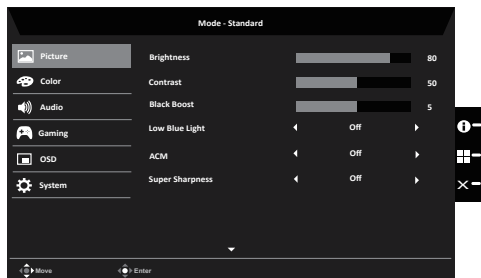 Mode - Standard
Picture
Color
Audio
Gaming
OSD
System
Brightness 80
Contrast 50
Black Boost 5
Low Blue Light Off
ACM Off
Super Sharpness Off
Move Enter